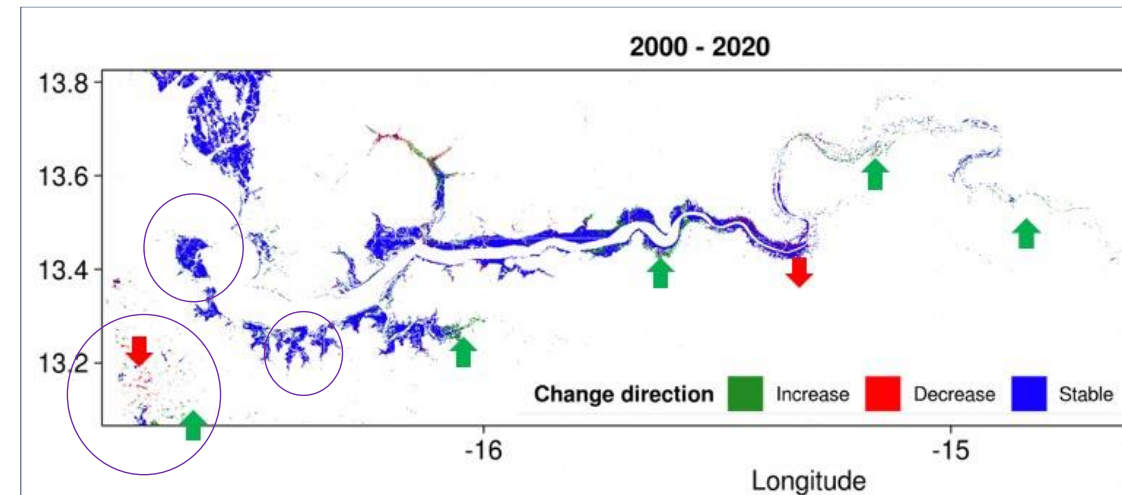 2000 - 2020
13.8
13.6
13.4
13.2
Change direction Increase Decrease Stable
-16 -15
Longitude